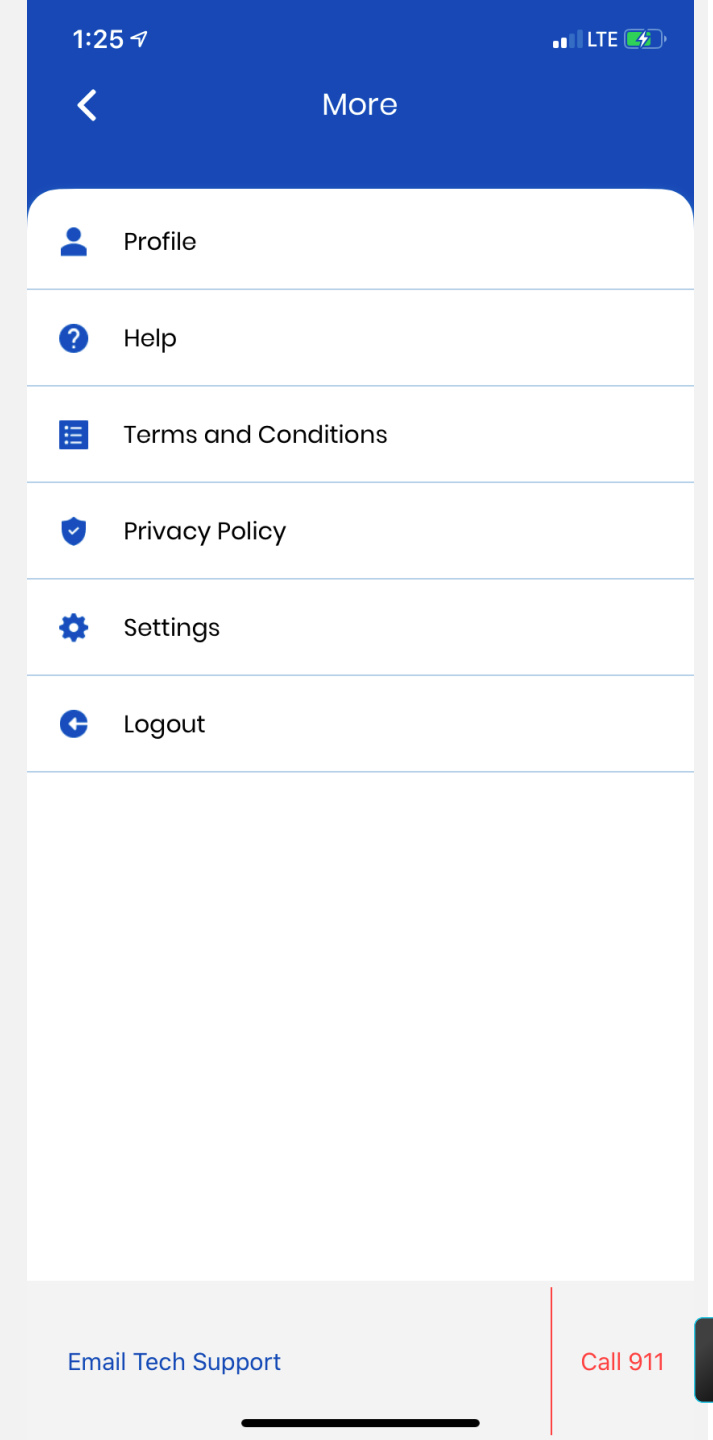 1:25 LTE
More
Profile
Help
Terms and Conditions
Privacy Policy
Settings
Logout
Email Tech Support Call 911